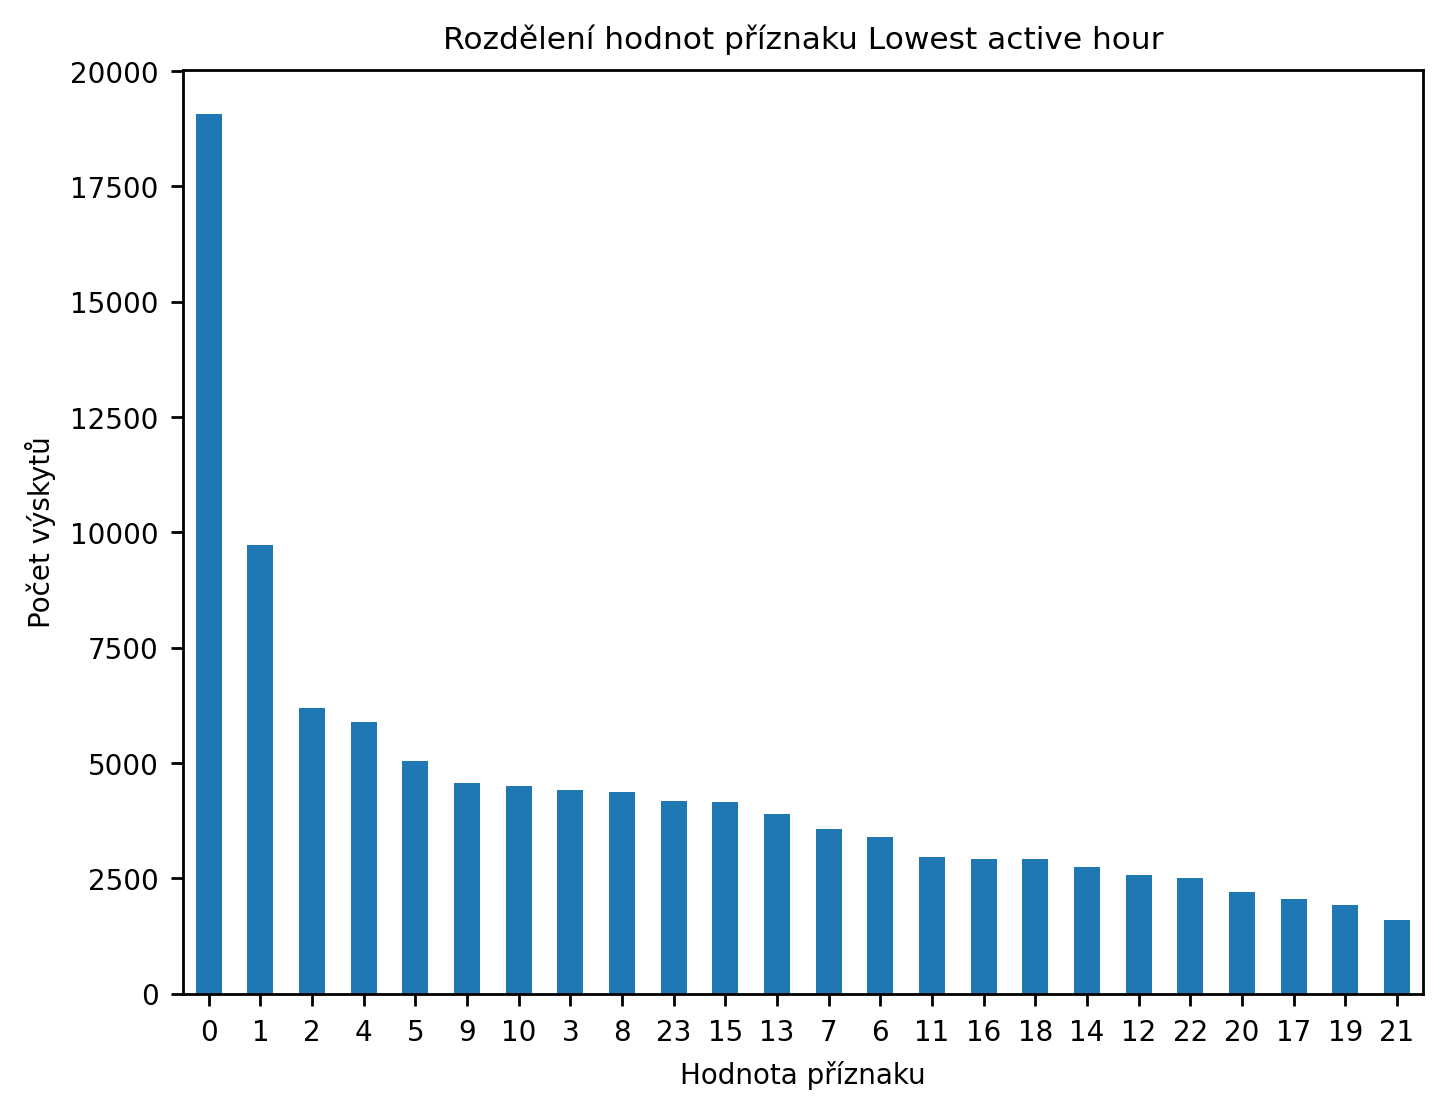 Rozdělení hodnot příznaku Lowest active hour
20000
17500
15000
12500
10000
7500
5000
2500
0
Počet výskytů
0 1 2 4 5 9 10 3 8 23 15 13 7 6 11 16 18 14 12 22 20 17 19 21
Hodnota příznaku